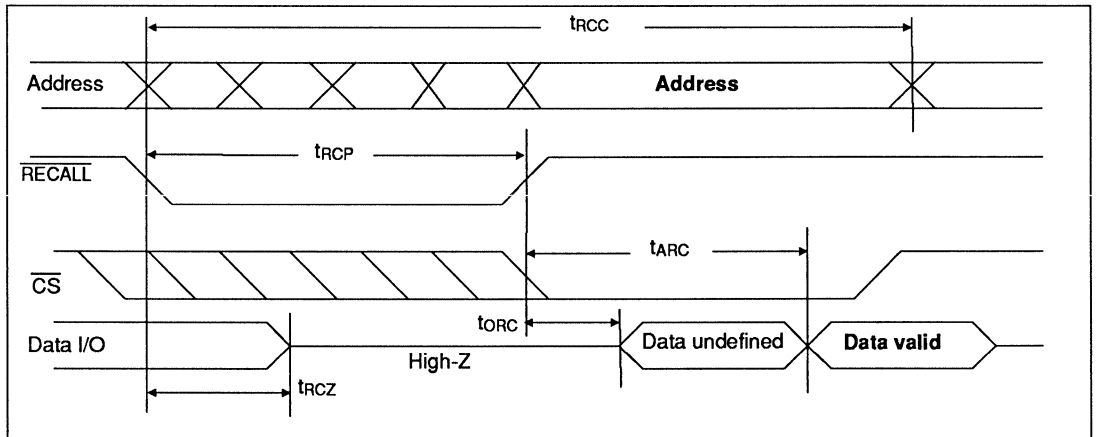 tRCC
Address Address
tRCP
RECALL
tARC
CS
tORC
Data I/O High-Z Data undefined Data valid
tRCZ